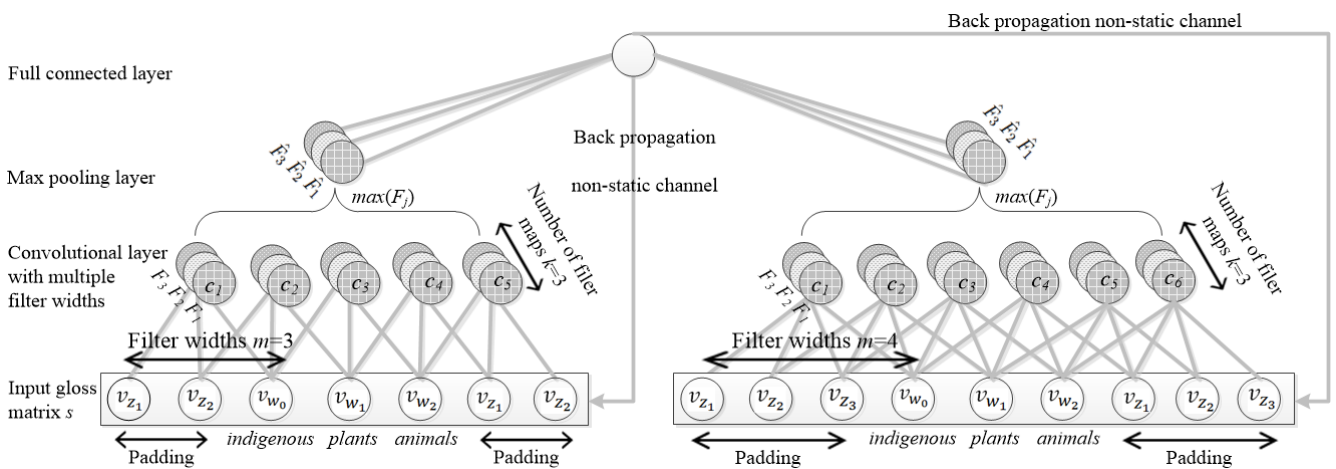 Back propagation non-static channel
Full connected layer
Back propagation
non-static channel
F̂3 F̂2 F̂1
F̂3 F̂2 F̂1
Max pooling layer
max(Fj)
max(Fj)
Number of filer
maps k=3
Number of filer
maps k=3
Convolutional layer
with multiple
filter widths
F3 F2 F1
c1 c2 c3 c4 c5
F3 F2 F1
c1 c2 c3 c4 c5 c6
Filter widths m=3
Filter widths m=4
Input gloss
matrix s
vz1 vz2 vw0 vw1 vw2 vz1 vz2
vz1 vz2 vz3 vw0 vw1 vw2 vz1 vz2 vz3
indigenous plants animals
indigenous plants animals
Padding
Padding
Padding
Padding